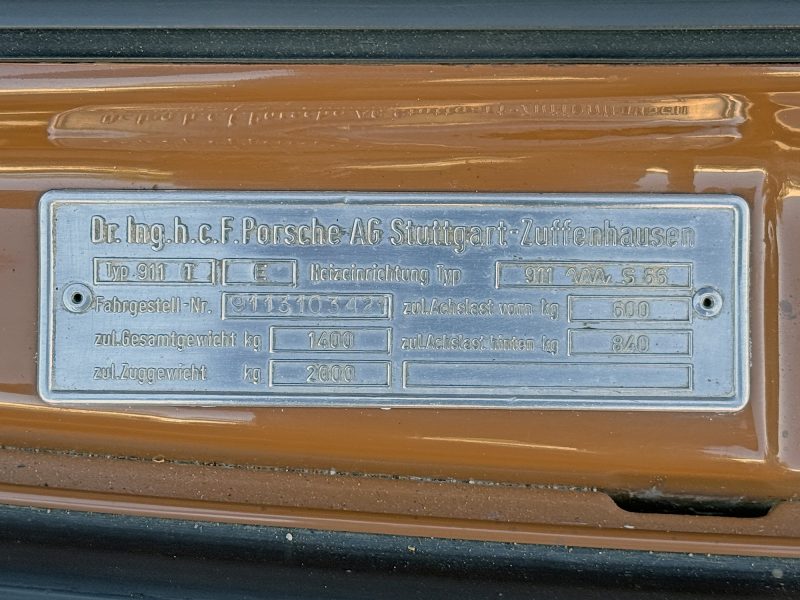 Dr. Ing. h. c. F. Porsche AG Stuttgart-Zuffenhausen
Typ 911 T E Heizeinrichtung Typ 911 S 66
Fahrgestell-Nr. 9113103421 zul. Achslast vorn kg 600
zul. Gesamtgewicht kg 1400 zul. Achslast hinten kg 840
zul. Zuggewicht kg 2000